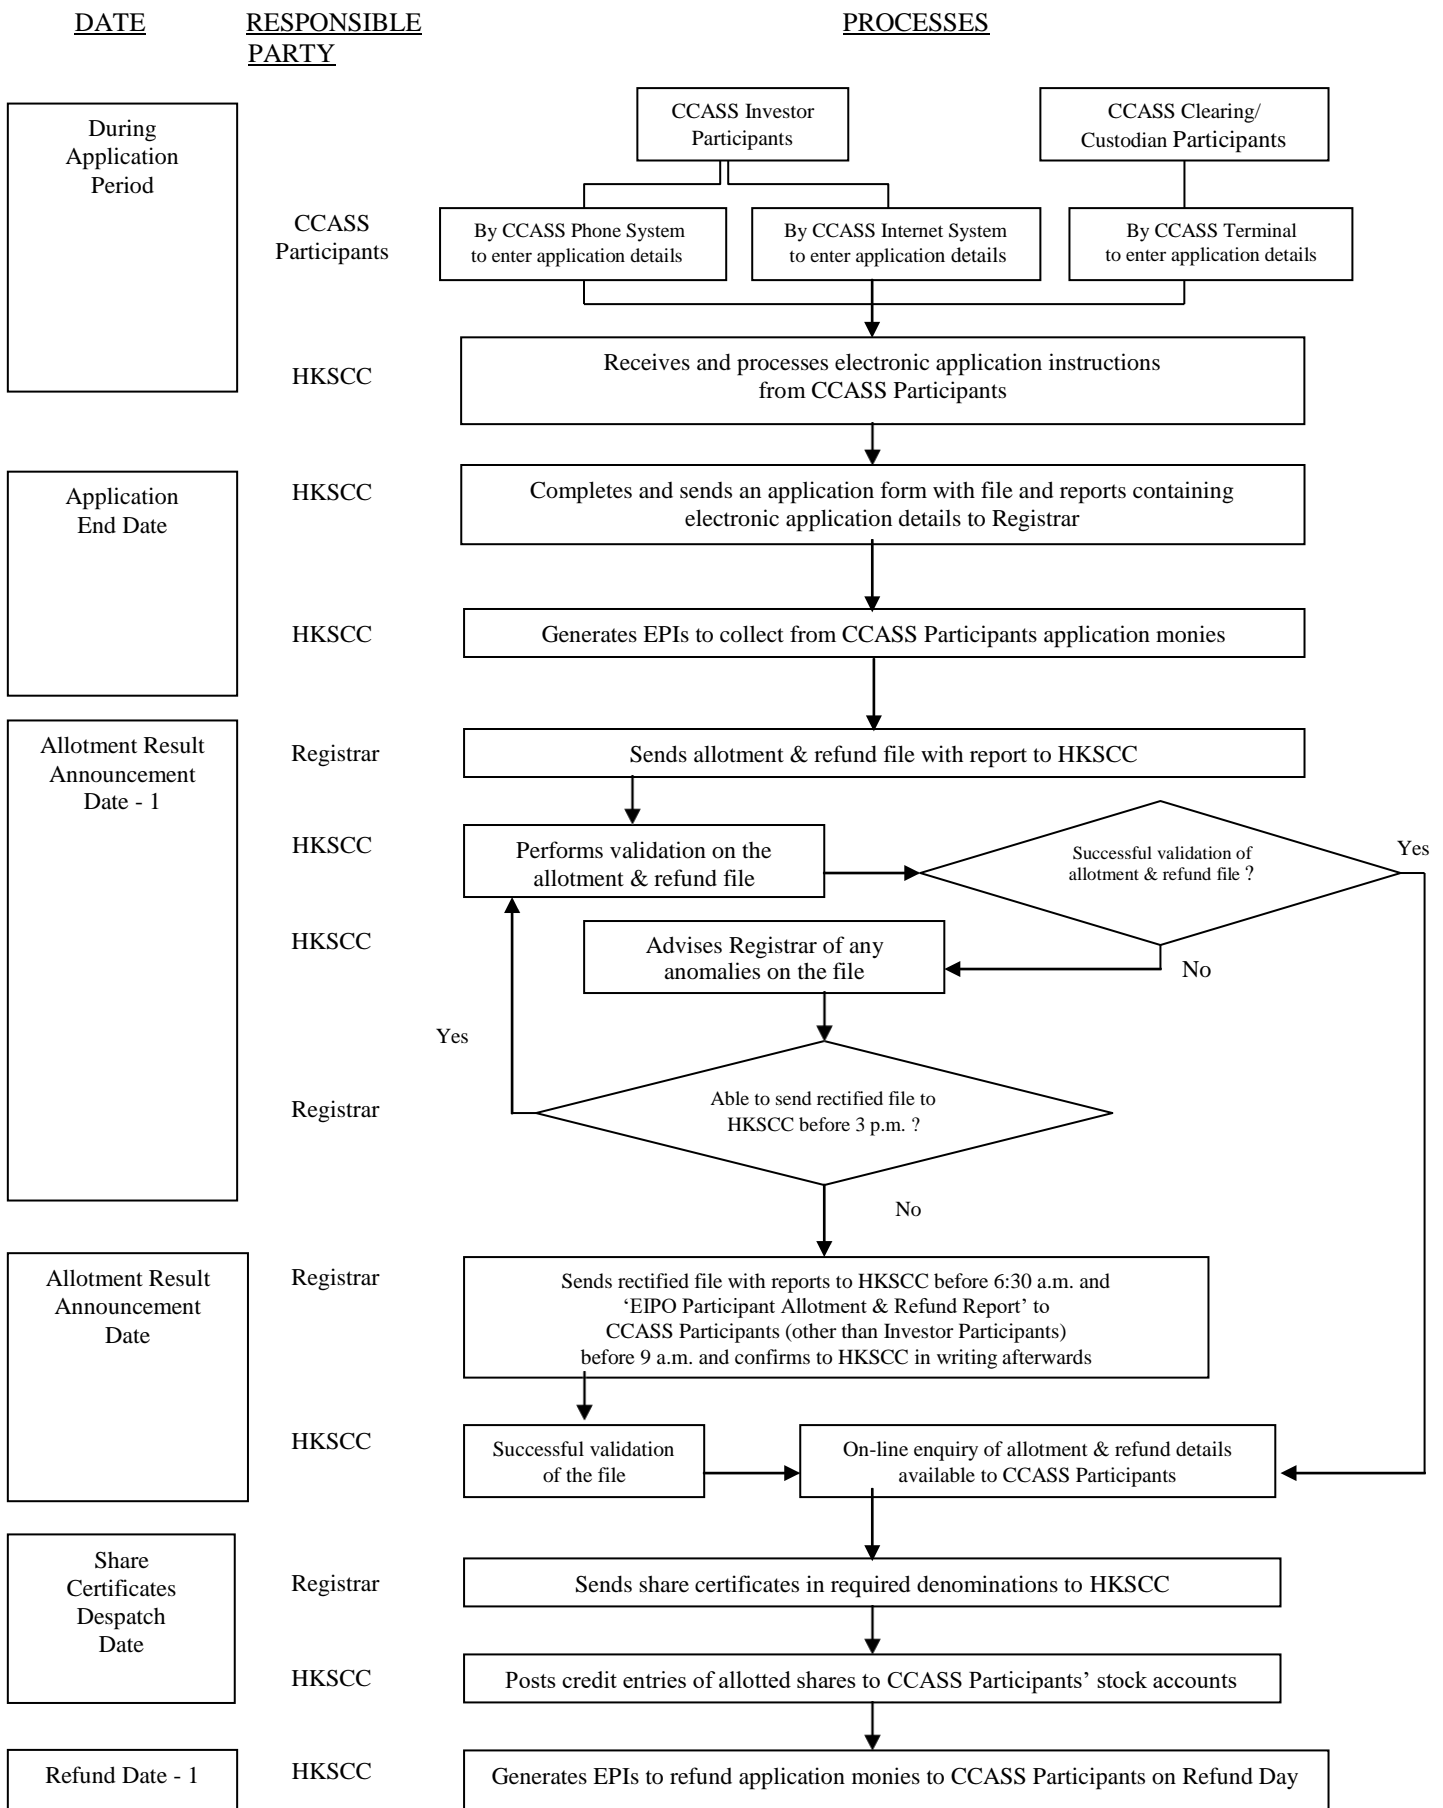 DATE
RESPONSIBLE
PARTY
PROCESSES
During
Application
Period
CCASS Investor
Participants
CCASS Clearing/
Custodian Participants
CCASS
Participants
By CCASS Phone System
to enter application details
By CCASS Internet System
to enter application details
By CCASS Terminal
to enter application details
HKSCC
Receives and processes electronic application instructions
from CCASS Participants
Application
End Date
HKSCC
Completes and sends an application form with file and reports containing
electronic application details to Registrar
HKSCC
Generates EPIs to collect from CCASS Participants application monies
Allotment Result
Announcement
Date - 1
Registrar
Sends allotment & refund file with report to HKSCC
HKSCC
Performs validation on the
allotment & refund file
Successful validation of
allotment & refund file ?
Yes
HKSCC
Advises Registrar of any
anomalies on the file
No
Yes
Registrar
Able to send rectified file to
HKSCC before 3 p.m. ?
No
Allotment Result
Announcement
Date
Registrar
Sends rectified file with reports to HKSCC before 6:30 a.m. and
‘EIPO Participant Allotment & Refund Report’ to
CCASS Participants (other than Investor Participants)
before 9 a.m. and confirms to HKSCC in writing afterwards
HKSCC
Successful validation
of the file
On-line enquiry of allotment & refund details
available to CCASS Participants
Share
Certificates
Despatch
Date
Registrar
Sends share certificates in required denominations to HKSCC
HKSCC
Posts credit entries of allotted shares to CCASS Participants’ stock accounts
Refund Date - 1
HKSCC
Generates EPIs to refund application monies to CCASS Participants on Refund Day